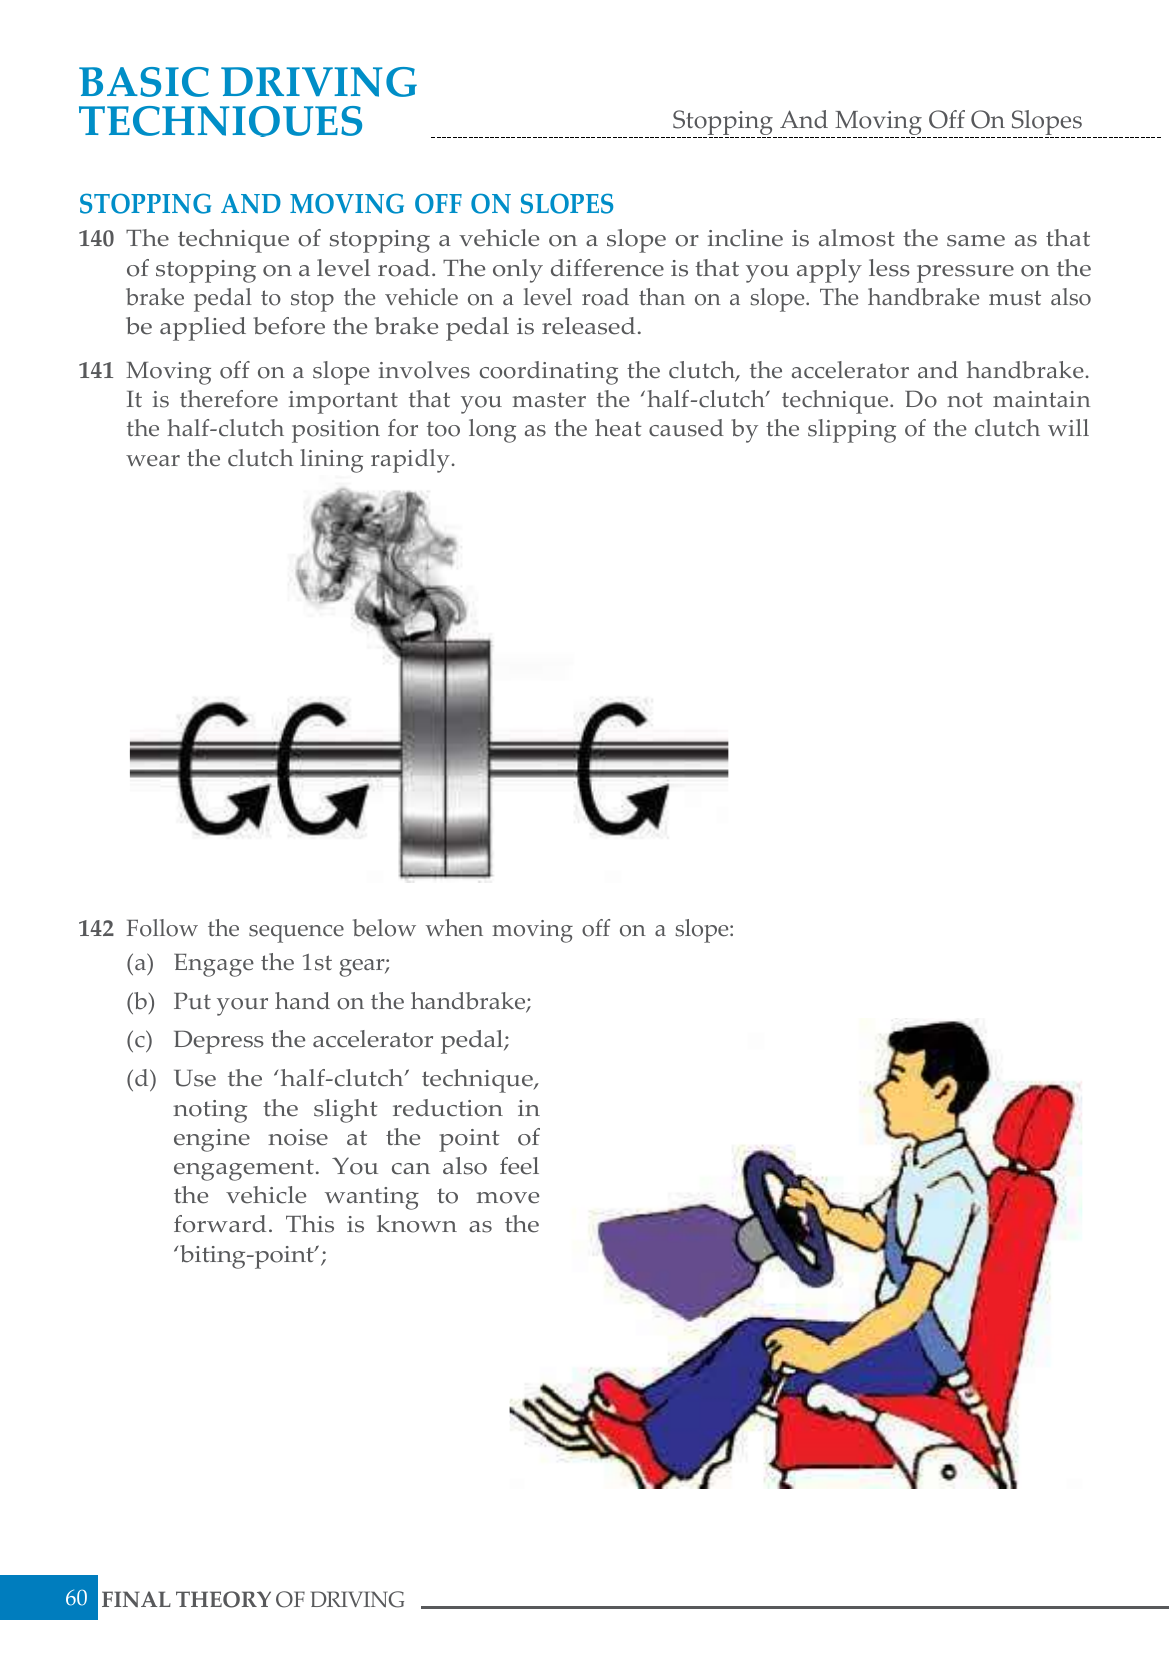 BASIC DRIVING
TECHNIQUES
Stopping And Moving Off On Slopes
STOPPING AND MOVING OFF ON SLOPES
140 The technique of stopping a vehicle on a slope or incline is almost the same as that
of stopping on a level road. The only difference is that you apply less pressure on the
brake pedal to stop the vehicle on a level road than on a slope. The handbrake must also
be applied before the brake pedal is released.
141 Moving off on a slope involves coordinating the clutch, the accelerator and handbrake.
It is therefore important that you master the ‘half-clutch’ technique. Do not maintain
the half-clutch position for too long as the heat caused by the slipping of the clutch will
wear the clutch lining rapidly.
142 Follow the sequence below when moving off on a slope:
(a) Engage the 1st gear;
(b) Put your hand on the handbrake;
(c) Depress the accelerator pedal;
(d) Use the ‘half-clutch’ technique,
noting the slight reduction in
engine noise at the point of
engagement. You can also feel
the vehicle wanting to move
forward. This is known as the
‘biting-point’;
60 FINAL THEORY OF DRIVING